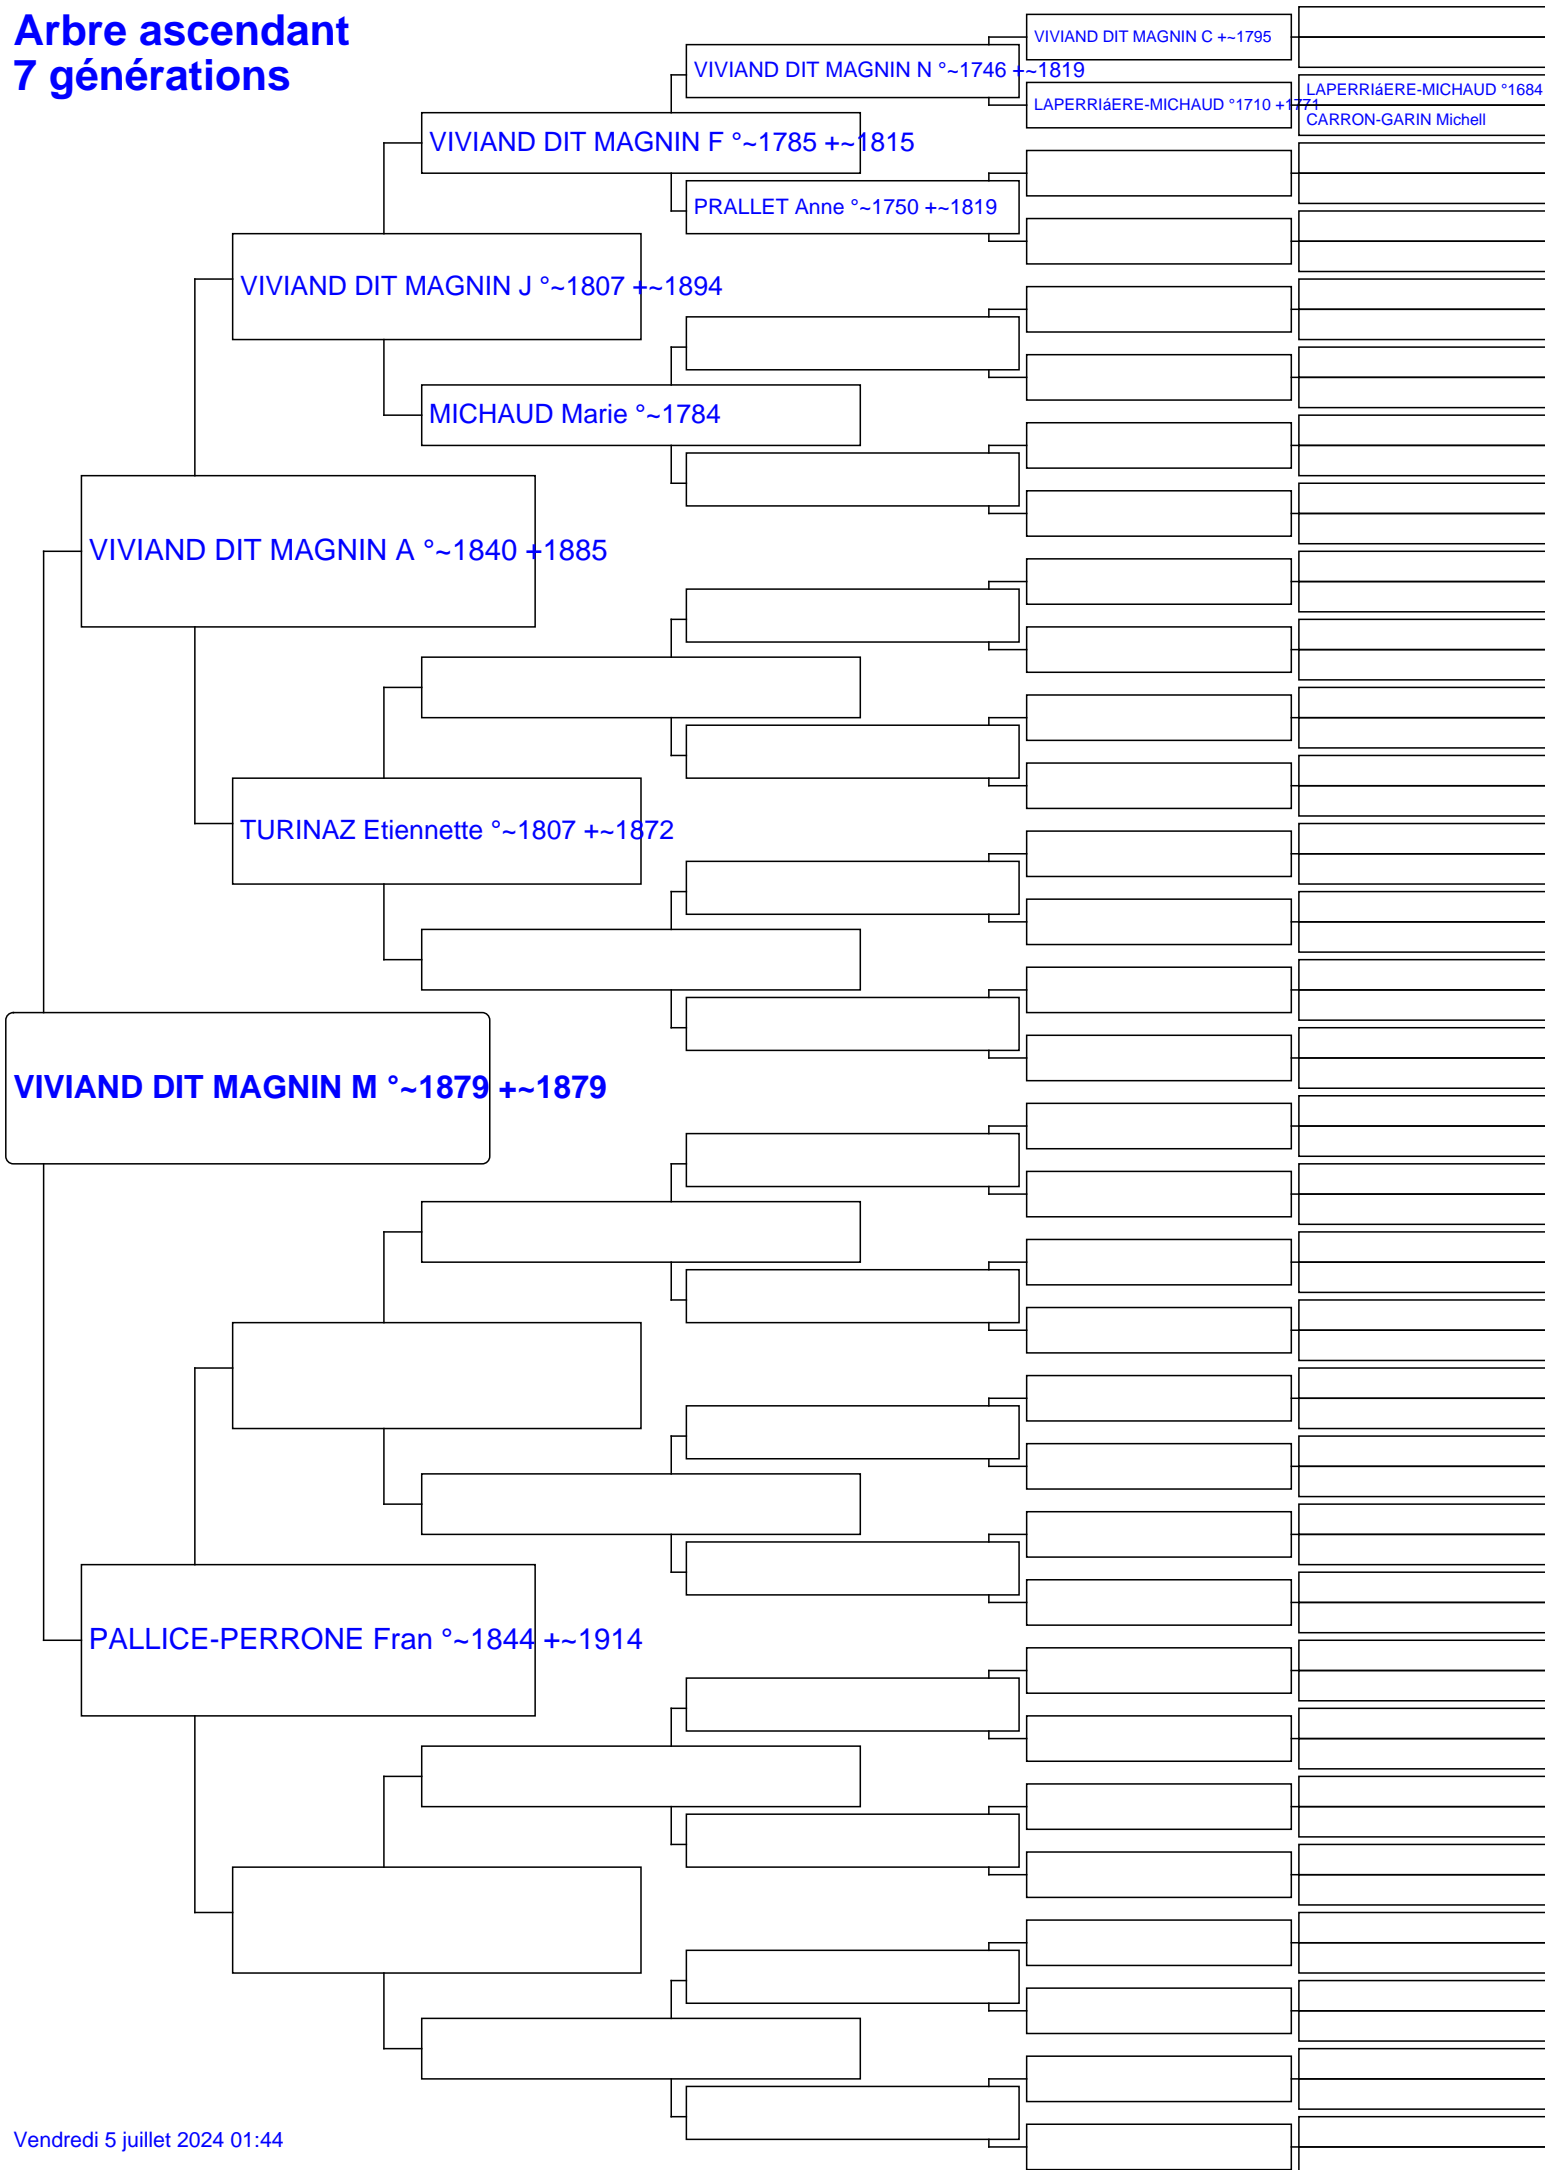 Arbre ascendant
7 générations
VIVIAND DIT MAGNIN C +~1795
VIVIAND DIT MAGNIN N °~1746 +~1819
LAPERRIáERE-MICHAUD °1684
LAPERRIáERE-MICHAUD °1710 +1771
CARRON-GARIN Michell
VIVIAND DIT MAGNIN F °~1785 +~1815
PRALLET Anne °~1750 +~1819
VIVIAND DIT MAGNIN J °~1807 +~1894
MICHAUD Marie °~1784
VIVIAND DIT MAGNIN A °~1840 +1885
TURINAZ Etiennette °~1807 +~1872
VIVIAND DIT MAGNIN M °~1879 +~1879
PALLICE-PERRONE Fran °~1844 +~1914
Vendredi 5 juillet 2024 01:44